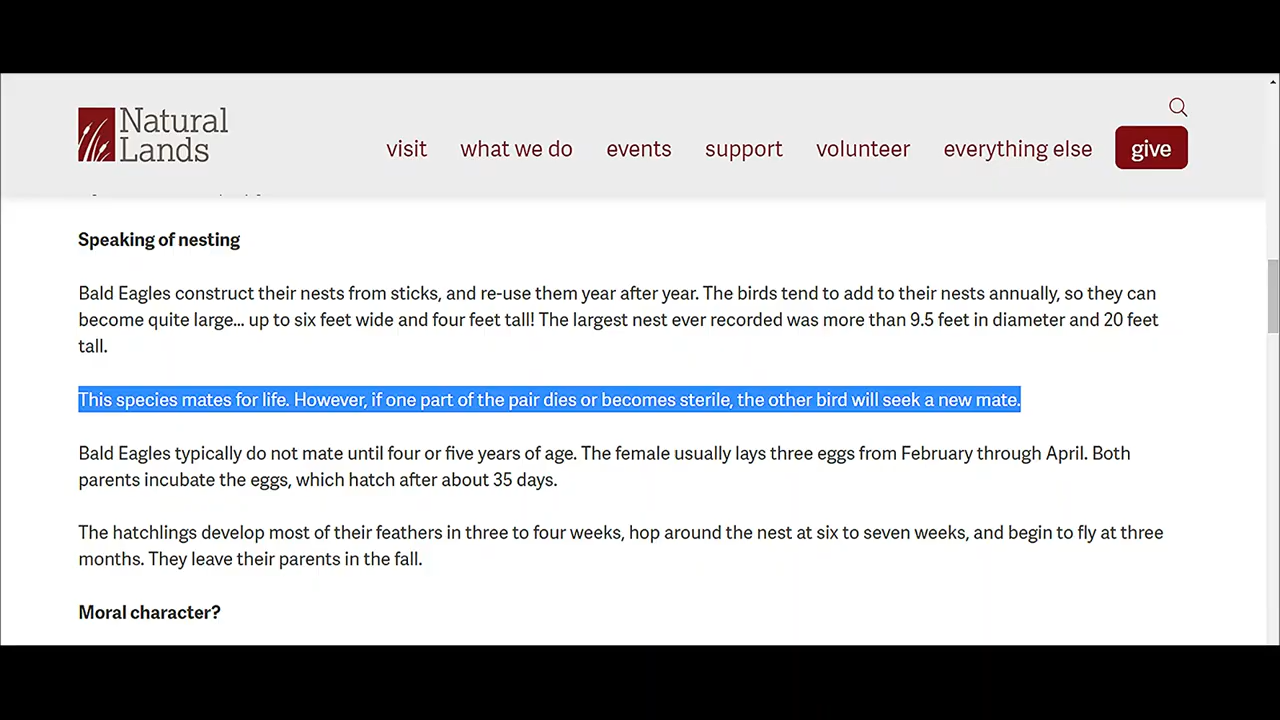 Natural
Lands
visit what we do events support volunteer everything else give
Speaking of nesting
Bald Eagles construct their nests from sticks, and re-use them year after year. The birds tend to add to their nests annually, so they can
become quite large... up to six feet wide and four feet tall! The largest nest ever recorded was more than 9.5 feet in diameter and 20 feet
tall.
This species mates for life. However, if one part of the pair dies or becomes sterile, the other bird will seek a new mate.
Bald Eagles typically do not mate until four or five years of age. The female usually lays three eggs from February through April. Both
parents incubate the eggs, which hatch after about 35 days.
The hatchlings develop most of their feathers in three to four weeks, hop around the nest at six to seven weeks, and begin to fly at three
months. They leave their parents in the fall.
Moral character?